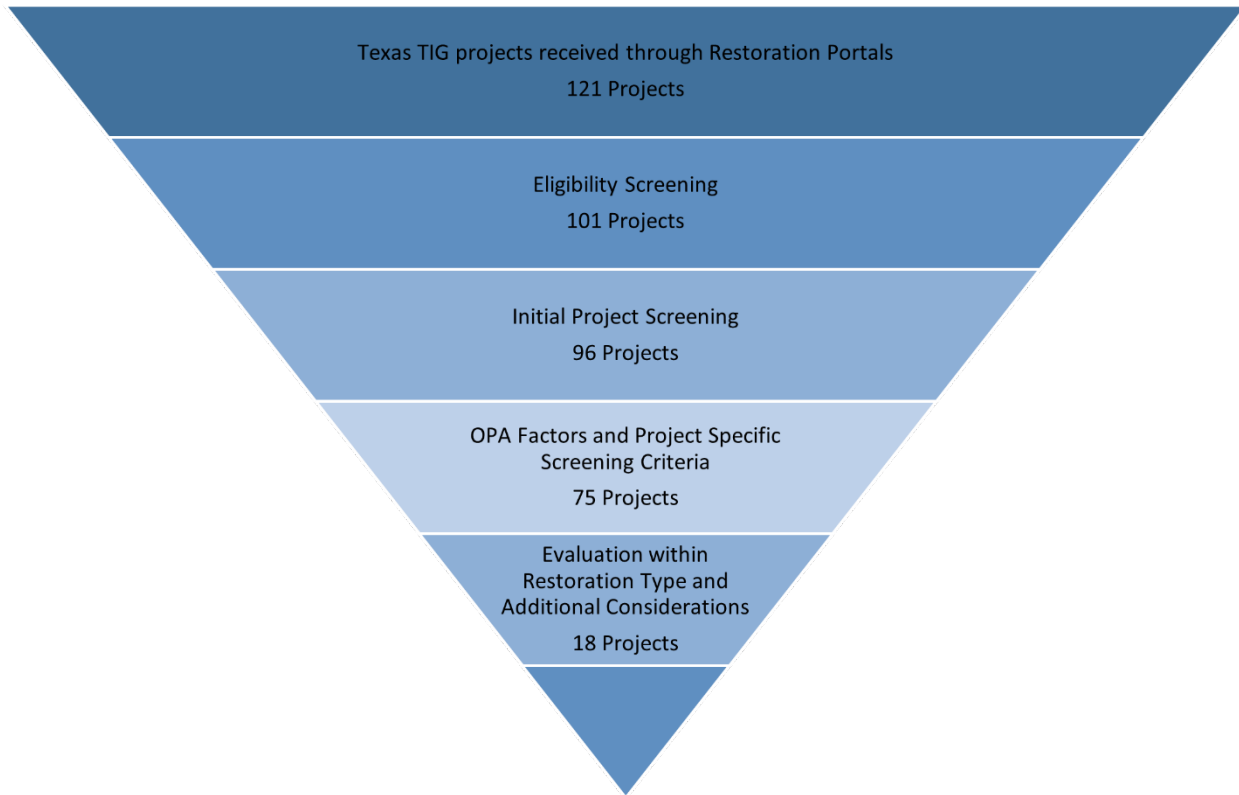 Texas TIG projects received through Restoration Portals
121 Projects
Eligibility Screening
101 Projects
Initial Project Screening
96 Projects
OPA Factors and Project Specific
Screening Criteria
75 Projects
Evaluation within
Restoration Type and
Additional Considerations
18 Projects